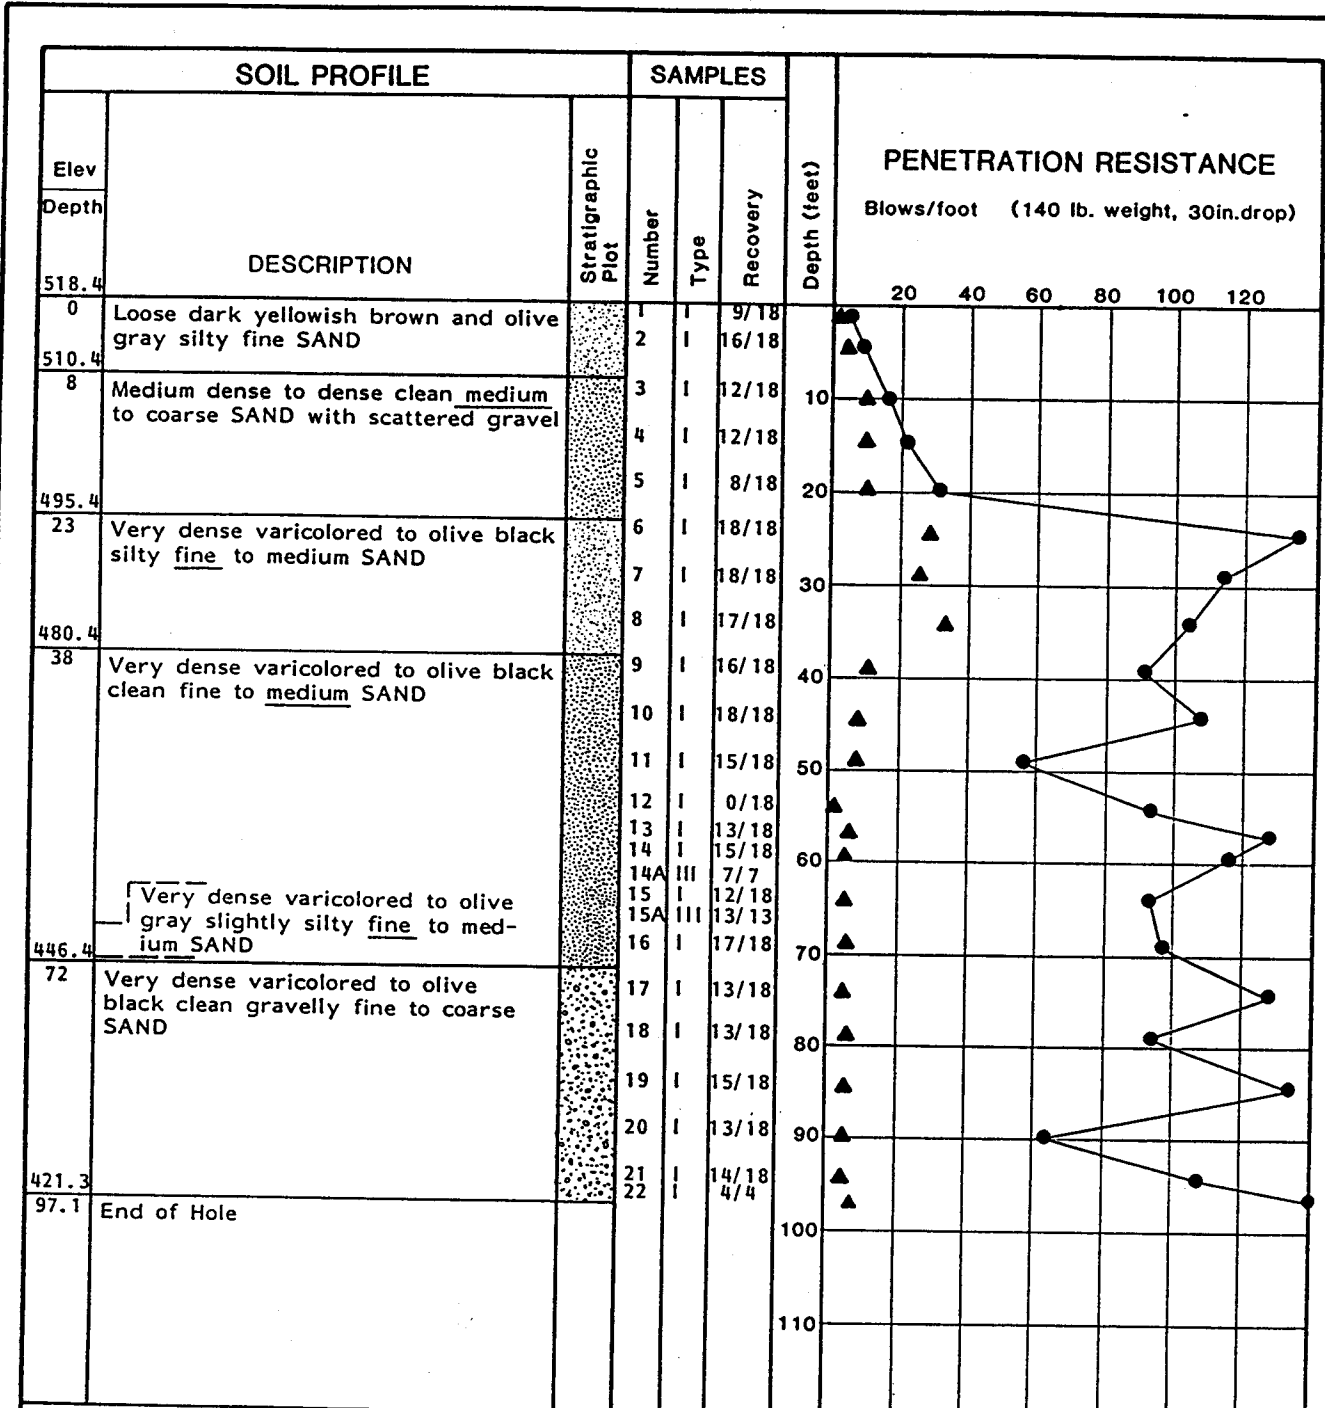 SOIL PROFILE
SAMPLES
Elev
Depth
DESCRIPTION
Stratigraphic Plot
Number
Type
Recovery
Depth (feet)
PENETRATION RESISTANCE
Blows/foot (140 lb. weight, 30in.drop)
20 40 60 80 100 120
518.4
0
Loose dark yellowish brown and olive
gray silty fine SAND
1 I 9/18
2 I 16/18
510.4
8
Medium dense to dense clean medium
to coarse SAND with scattered gravel
3 I 12/18
10
4 I 12/18
5 I 8/18
20
495.4
23
Very dense varicolored to olive black
silty fine to medium SAND
6 I 18/18
7 I 18/18
30
8 I 17/18
480.4
38
Very dense varicolored to olive black
clean fine to medium SAND
9 I 16/18
40
10 I 18/18
11 I 15/18
50
12 I 0/18
13 I 13/18
14 I 15/18
60
14A III 7/7
15 I 12/18
15A III 13/13
Very dense varicolored to olive
gray slightly silty fine to med-
ium SAND
16 I 17/18
70
446.4
72
Very dense varicolored to olive
black clean gravelly fine to coarse
SAND
17 I 13/18
18 I 13/18
80
19 I 15/18
20 I 13/18
90
21 I 14/18
22 I 4/4
421.3
97.1
End of Hole
100
110